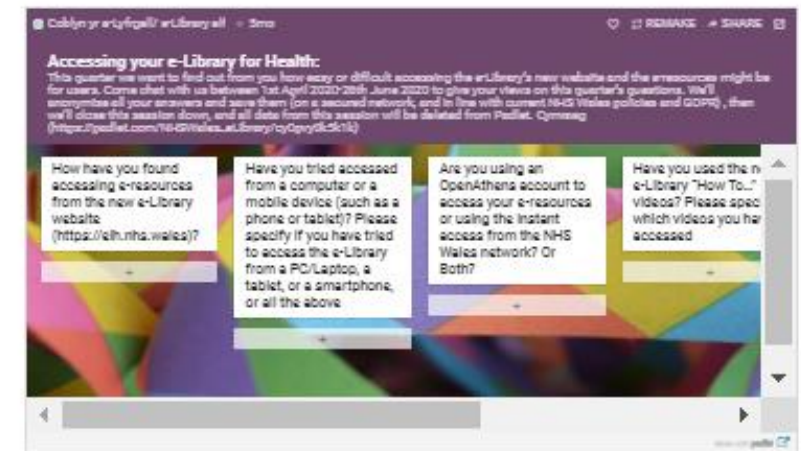 Coblyn yr e-Lyfrgell/ e-Library elf 5mo
REMAKE SHARE
Accessing your e-Library for Health:
This quarter we want to find out from you how easy or difficult accessing the e-Library's new website and the e-resources might be
for users. Come chat with us between 1st April 2020-28th June 2020 to give your views on this quarter's questions. We'll
anonymise all your answers and save them (on a secured network, and in line with current NHS Wales policies and GDPR) , then
we'll close this session down, and all data from this session will be deleted from Padlet. Cymraeg
How have you found
accessing e-resources
from the new e-Library
website
(https://elh.nhs.wales)?
+
Have you tried accessed
from a computer or a
mobile device (such as a
phone or tablet)? Please
specify if you have tried
to access the e-Library
from a PC/Laptop, a
tablet, or a smartphone,
or all the above
+
Are you using an
OpenAthens account to
access your e-resources
or using the instant
access from the NHS
Wales network? Or
Both?
+
Have you used the n
e-Library "How To..."
videos? Please spec
which videos you ha
accessed
+
padlet